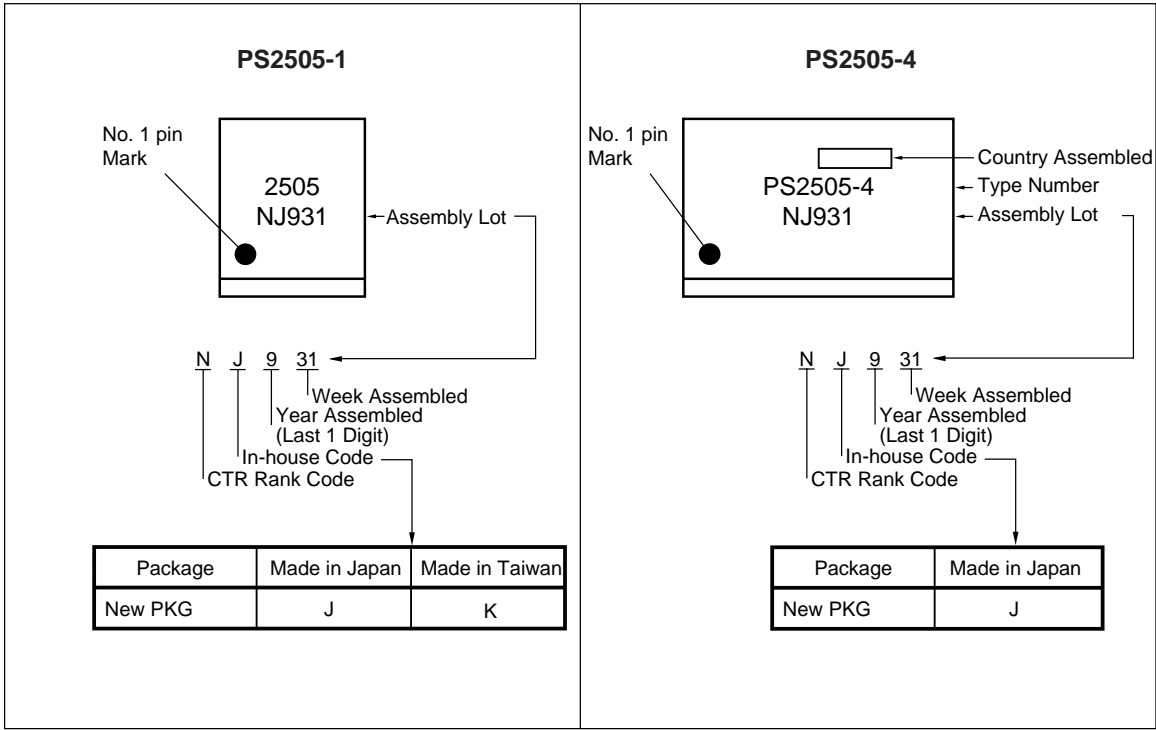 PS2505-1
No. 1 pin
Mark
2505
NJ931
Assembly Lot
N J 9 31
Week Assembled
Year Assembled
(Last 1 Digit)
In-house Code
CTR Rank Code
Package Made in Japan Made in Taiwan
New PKG J K
PS2505-4
No. 1 pin
Mark
Country Assembled
PS2505-4
Type Number
NJ931
Assembly Lot
N J 9 31
Week Assembled
Year Assembled
(Last 1 Digit)
In-house Code
CTR Rank Code
Package Made in Japan
New PKG J